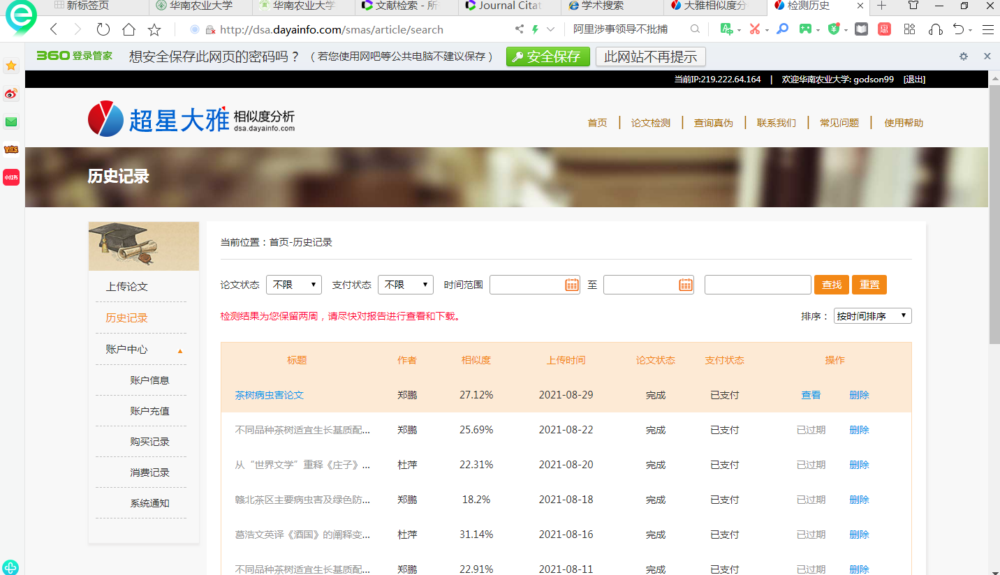 新标签页 华南农业大学 华南农业大学 文献检索 - 所 Journal Citat 学术搜索 大雅相似度分 检测历史
http://dsa.dayainfo.com/smas/article/search 阿里涉事领导不批捕
360 登录管家 想安全保存此网页的密码吗？ （若您使用网吧等公共电脑不建议保存） 安全保存 此网站不再提示
当前IP:219.222.64.164 | 欢迎华南农业大学: godson99 [退出]
超星大雅 相似度分析
dsa.dayainfo.com
首页 | 论文检测 | 查询真伪 | 联系我们 | 常见问题 | 使用帮助
历史记录
当前位置：首页-历史记录
上传论文
历史记录
账户中心
账户信息
账户充值
购买记录
消费记录
系统通知
论文状态 不限 支付状态 不限 时间范围 至 查找 重置
检测结果为您保留两周，请尽快对报告进行查看和下载。 排序： 按时间排序
标题 作者 相似度 上传时间 论文状态 支付状态 操作
茶树病虫害论文 郑鹏 27.12% 2021-08-29 完成 已支付 查看 删除
不同品种茶树适宜生长基质配... 郑鹏 25.69% 2021-08-22 完成 已支付 已过期 删除
从“世界文学”重释《庄子》... 杜萍 22.31% 2021-08-20 完成 已支付 已过期 删除
赣北茶区主要病虫害及绿色防... 郑鹏 18.2% 2021-08-18 完成 已支付 已过期 删除
葛浩文英译《酒国》的阐释变... 杜萍 31.14% 2021-08-16 完成 已支付 已过期 删除
不同品种茶树适宜生长基质配... 郑鹏 22.91% 2021-08-11 完成 已支付 已过期 删除